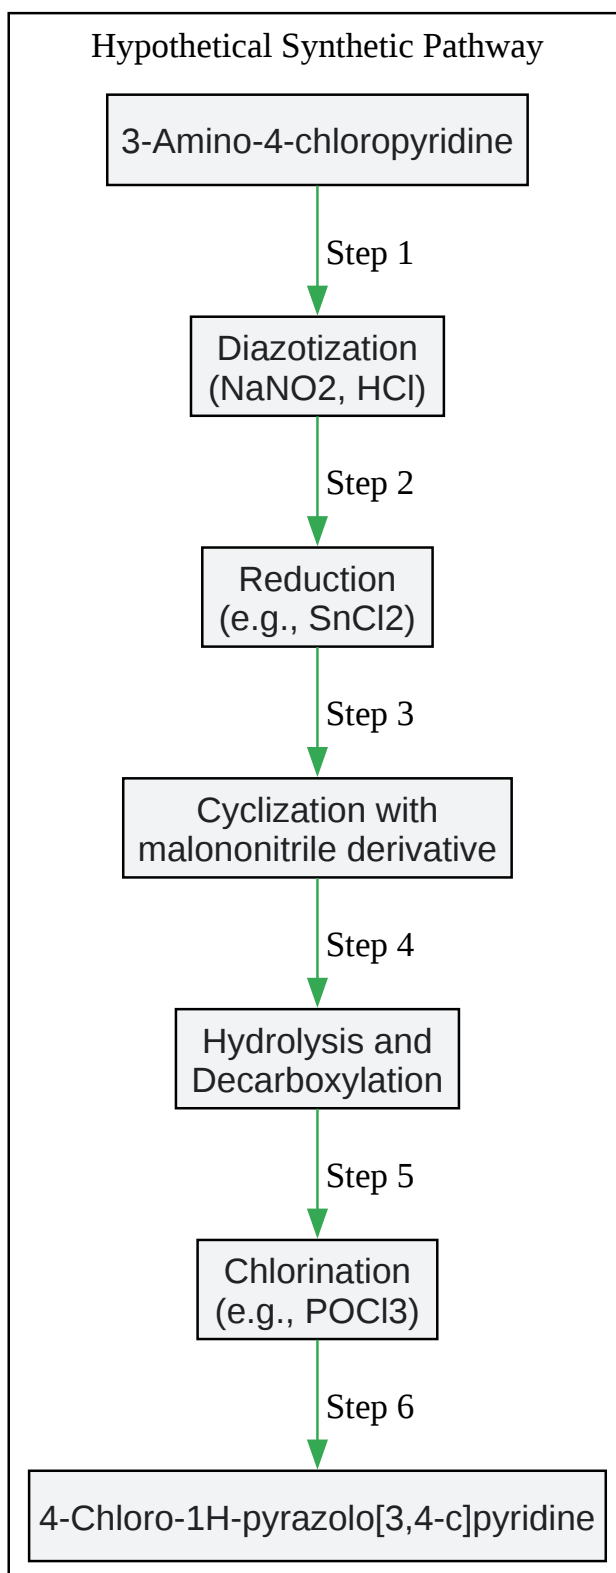 Hypothetical Synthetic Pathway
3-Amino-4-chloropyridine
Step 1
Diazotization
(NaNO2, HCl)
Step 2
Reduction
(e.g., SnCl2)
Step 3
Cyclization with
malononitrile derivative
Step 4
Hydrolysis and
Decarboxylation
Step 5
Chlorination
(e.g., POCl3)
Step 6
4-Chloro-1H-pyrazolo[3,4-c]pyridine